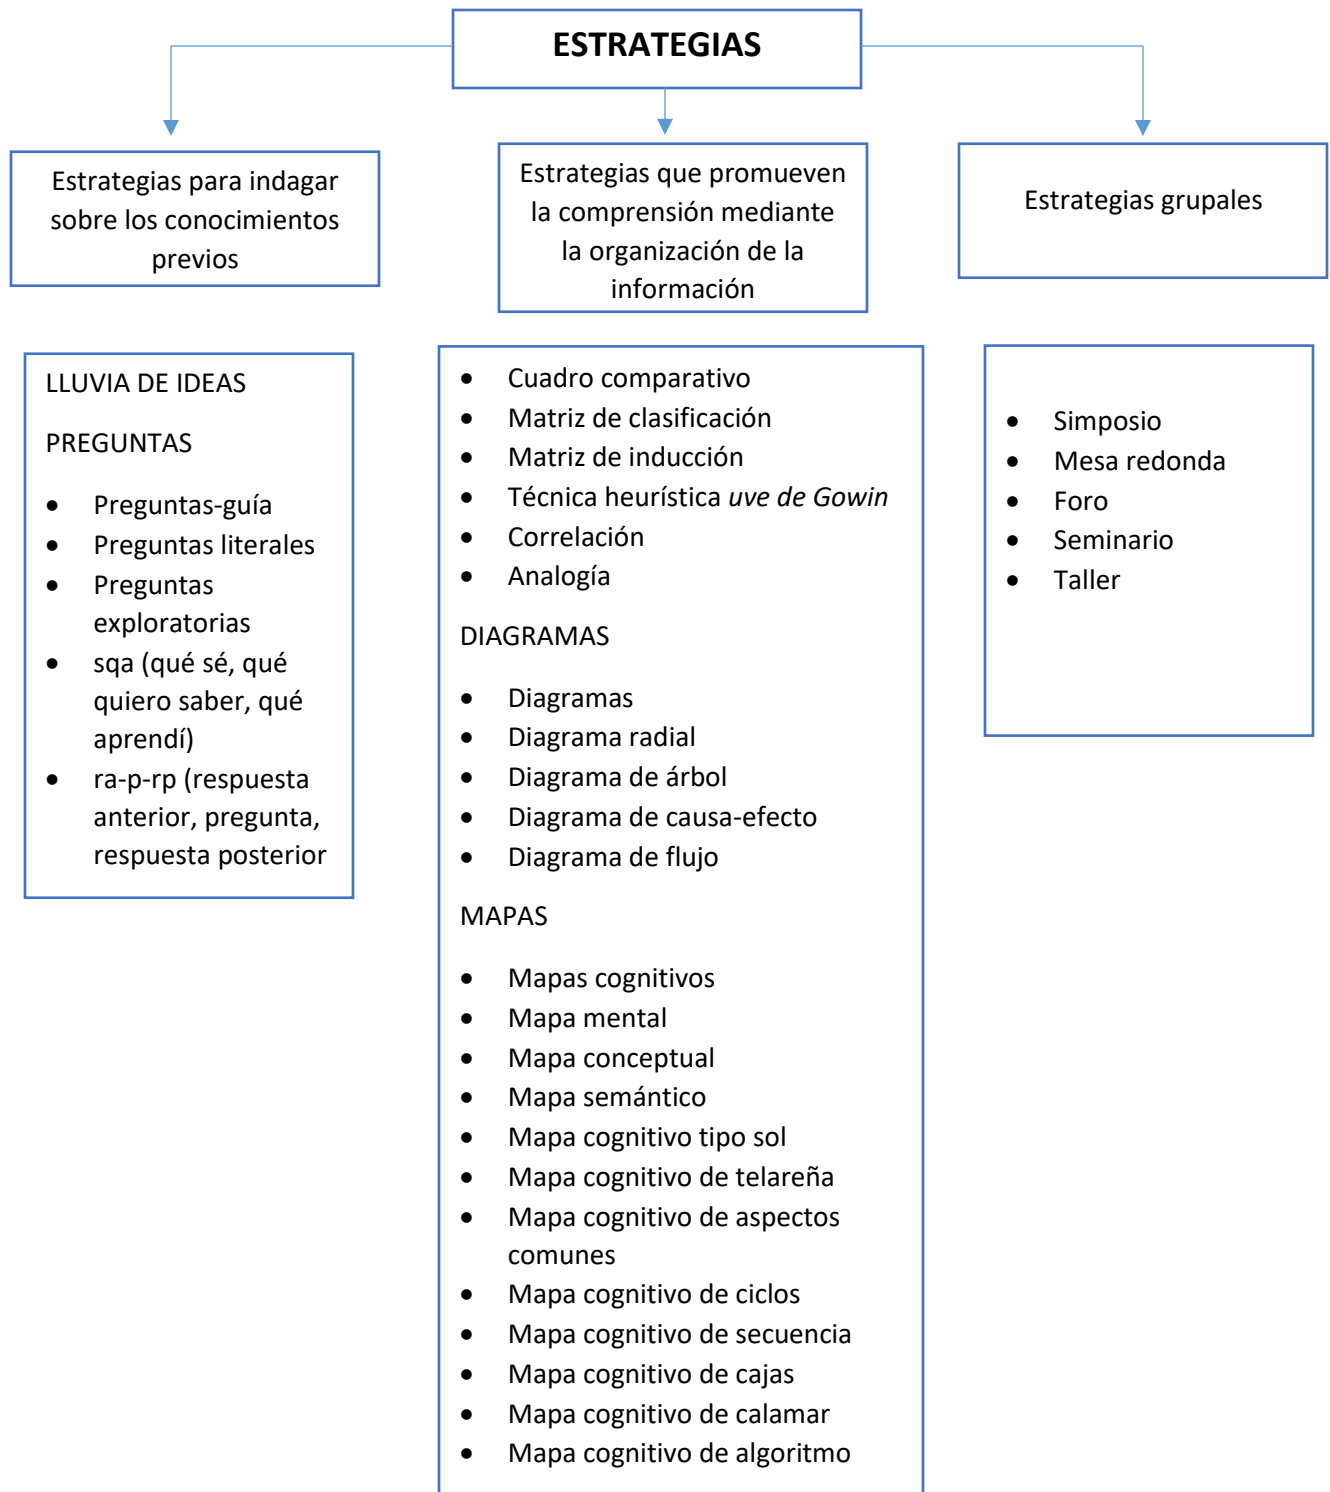 ESTRATEGIAS
Estrategias para indagar
sobre los conocimientos
previos
Estrategias que promueven
la comprensión mediante
la organización de la
información
Estrategias grupales
LLUVIA DE IDEAS
PREGUNTAS
• Preguntas-guía
• Preguntas literales
• Preguntas
exploratorias
• sqa (qué sé, qué
quiero saber, qué
aprendí)
• ra-p-rp (respuesta
anterior, pregunta,
respuesta posterior
• Cuadro comparativo
• Matriz de clasificación
• Matriz de inducción
• Técnica heurística uve de Gowin
• Correlación
• Analogía
DIAGRAMAS
• Diagramas
• Diagrama radial
• Diagrama de árbol
• Diagrama de causa-efecto
• Diagrama de flujo
MAPAS
• Mapas cognitivos
• Mapa mental
• Mapa conceptual
• Mapa semántico
• Mapa cognitivo tipo sol
• Mapa cognitivo de telareña
• Mapa cognitivo de aspectos
comunes
• Mapa cognitivo de ciclos
• Mapa cognitivo de secuencia
• Mapa cognitivo de cajas
• Mapa cognitivo de calamar
• Mapa cognitivo de algoritmo
• Simposio
• Mesa redonda
• Foro
• Seminario
• Taller